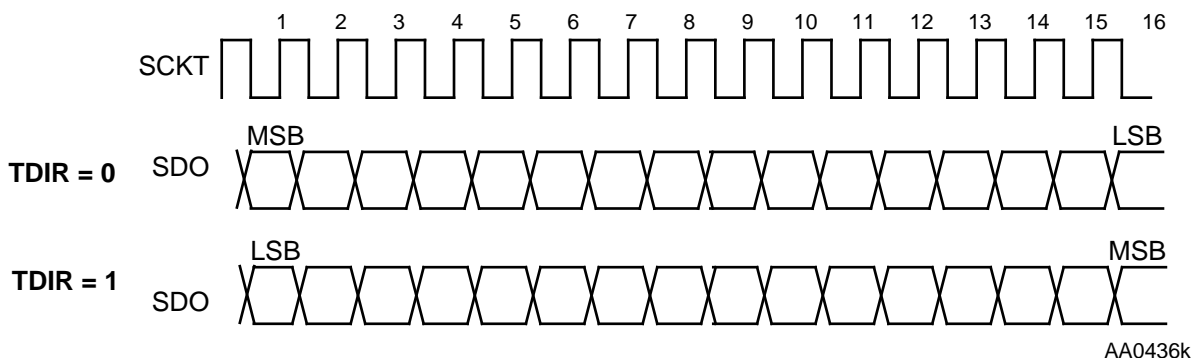 1 2 3 4 5 6 7 8 9 10 11 12 13 14 15 16
SCKT
MSB LSB
TDIR = 0 SDO
LSB MSB
TDIR = 1 SDO
AA0436k